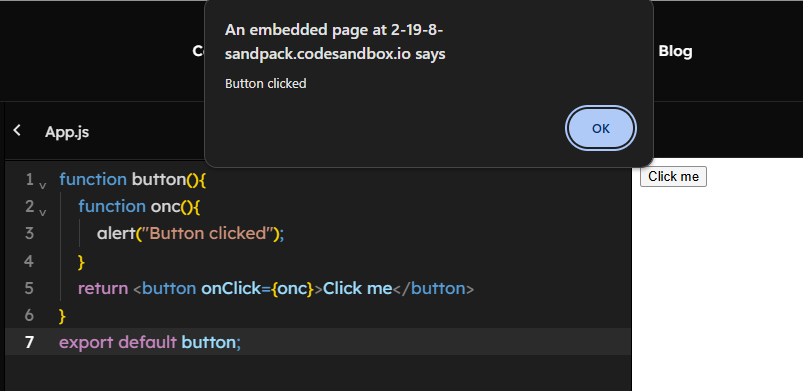 An embedded page at 2-19-8-
sandpack.codesandbox.io says
Button clicked
OK
Blog
App.js
Click me
1 function button(){
2 function onc(){
3 alert("Button clicked");
4 }
5 return <button onClick={onc}>Click me</button>
6 }
7 export default button;